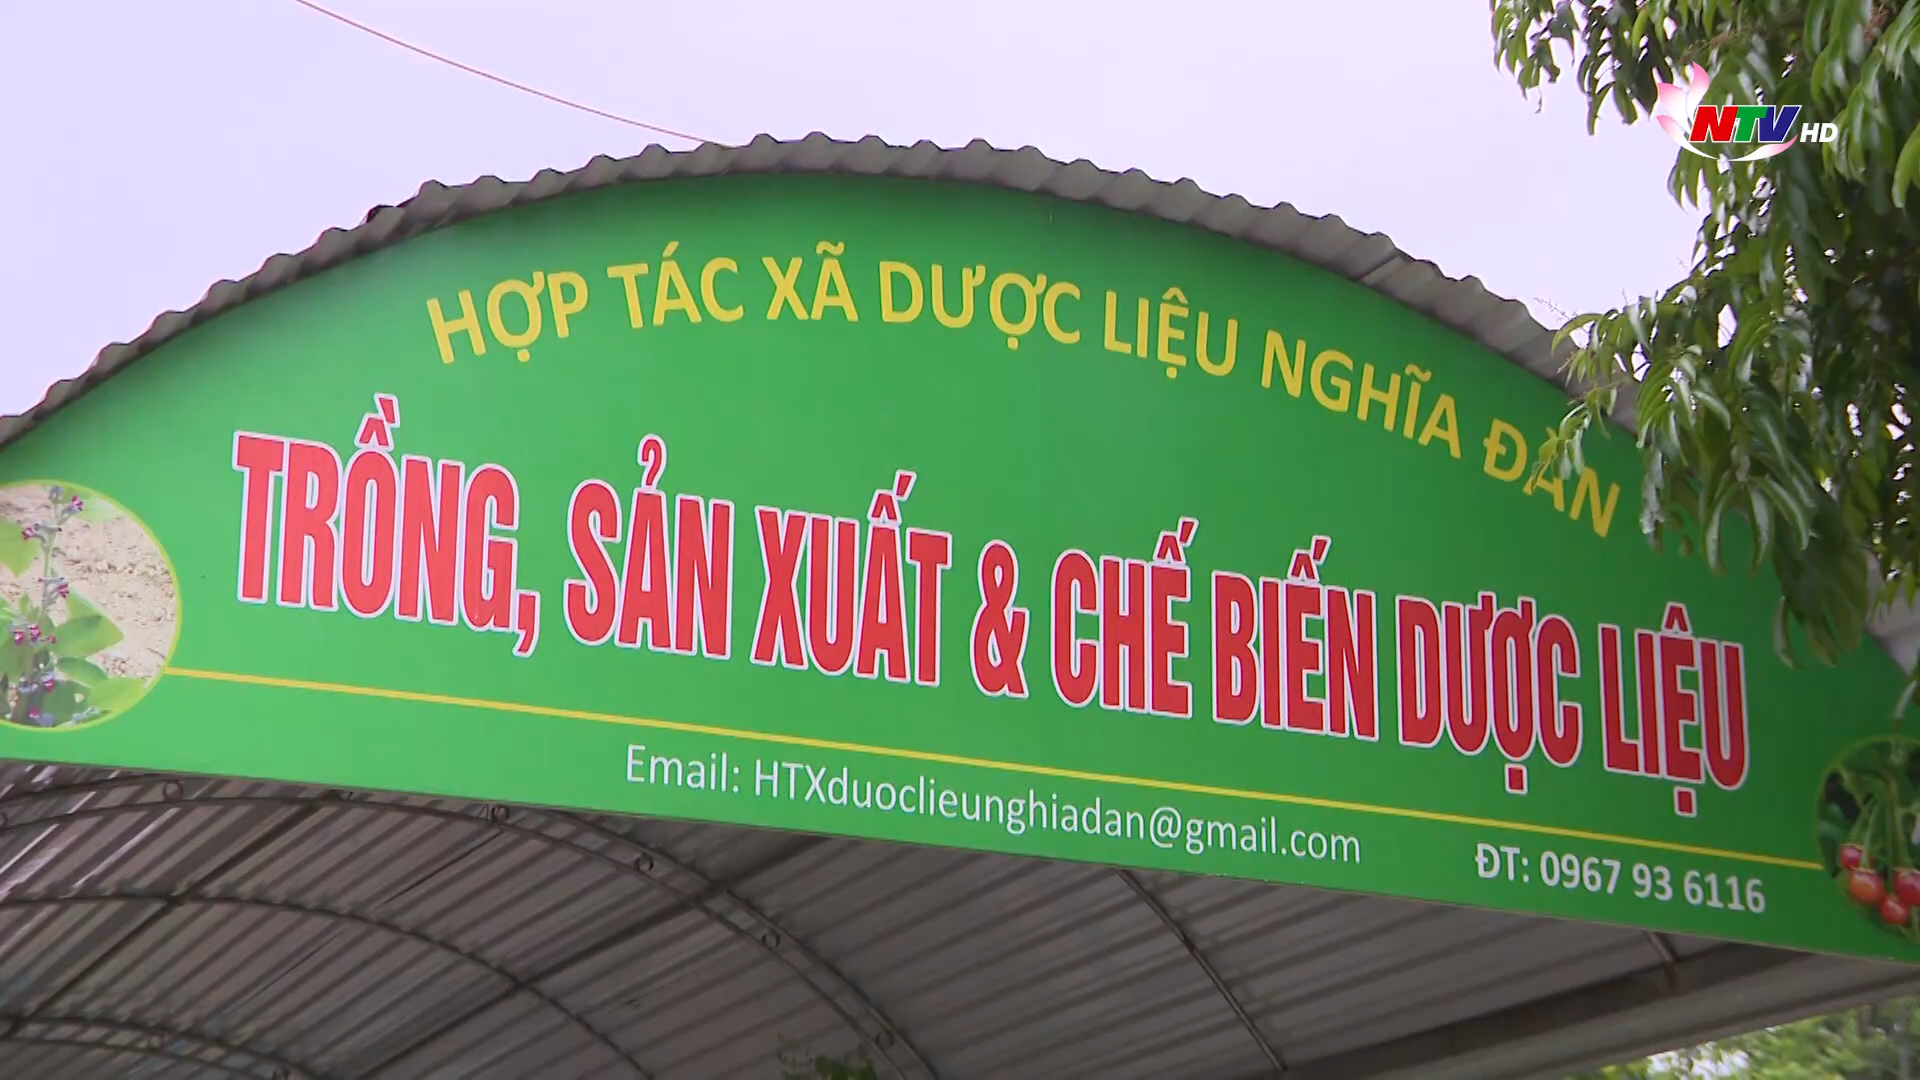 NTV HD
HỢP TÁC XÃ DƯỢC LIỆU NGHĨA ĐÀN
TRỒNG, SẢN XUẤT & CHẾ BIẾN DƯỢC LIỆU
Email: HTXduoclieunghiadan@gmail.com
ĐT: 0967 93 6116